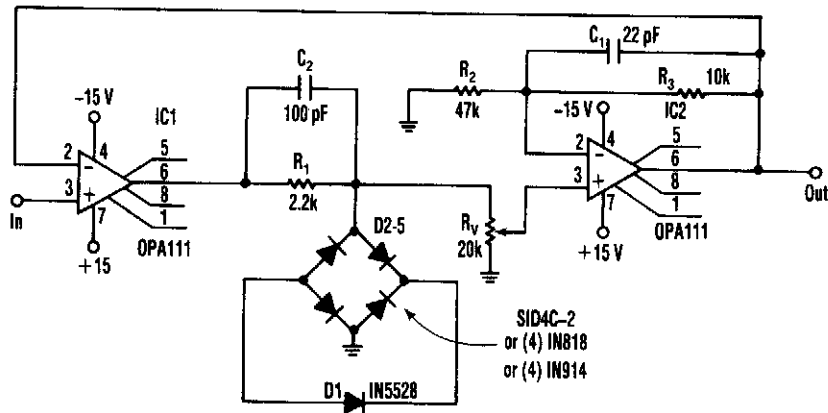 C₁ 22 pF
C₂
100 pF
-15 V
IC1
R₂
47k
R₃ 10k
IC2
-15 V
4
5
2
-
6
3
+
8
1
7
In
+15
OPA111
R₁
2.2k
D2-5
R_V
20k
4
5
2
-
6
3
+
8
1
7
Out
+15 V
OPA111
SID4C-2
or (4) IN818
or (4) IN914
D1 IN5528